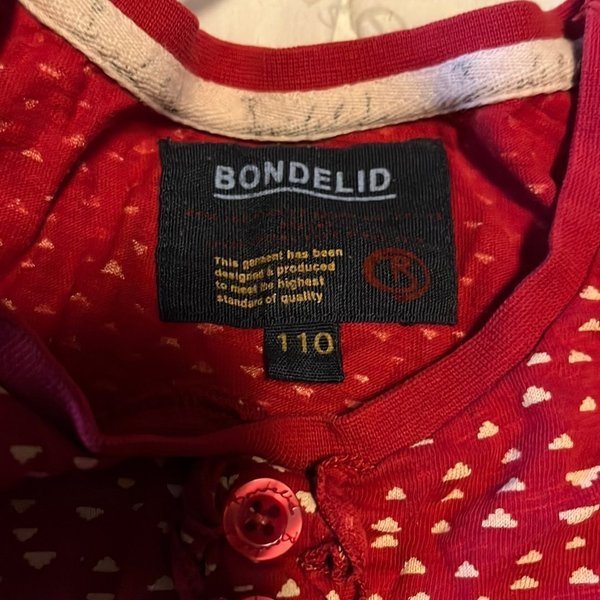 BONDELID
This garment has been
designed & produced
to meet the highest
standard of quality
R
110